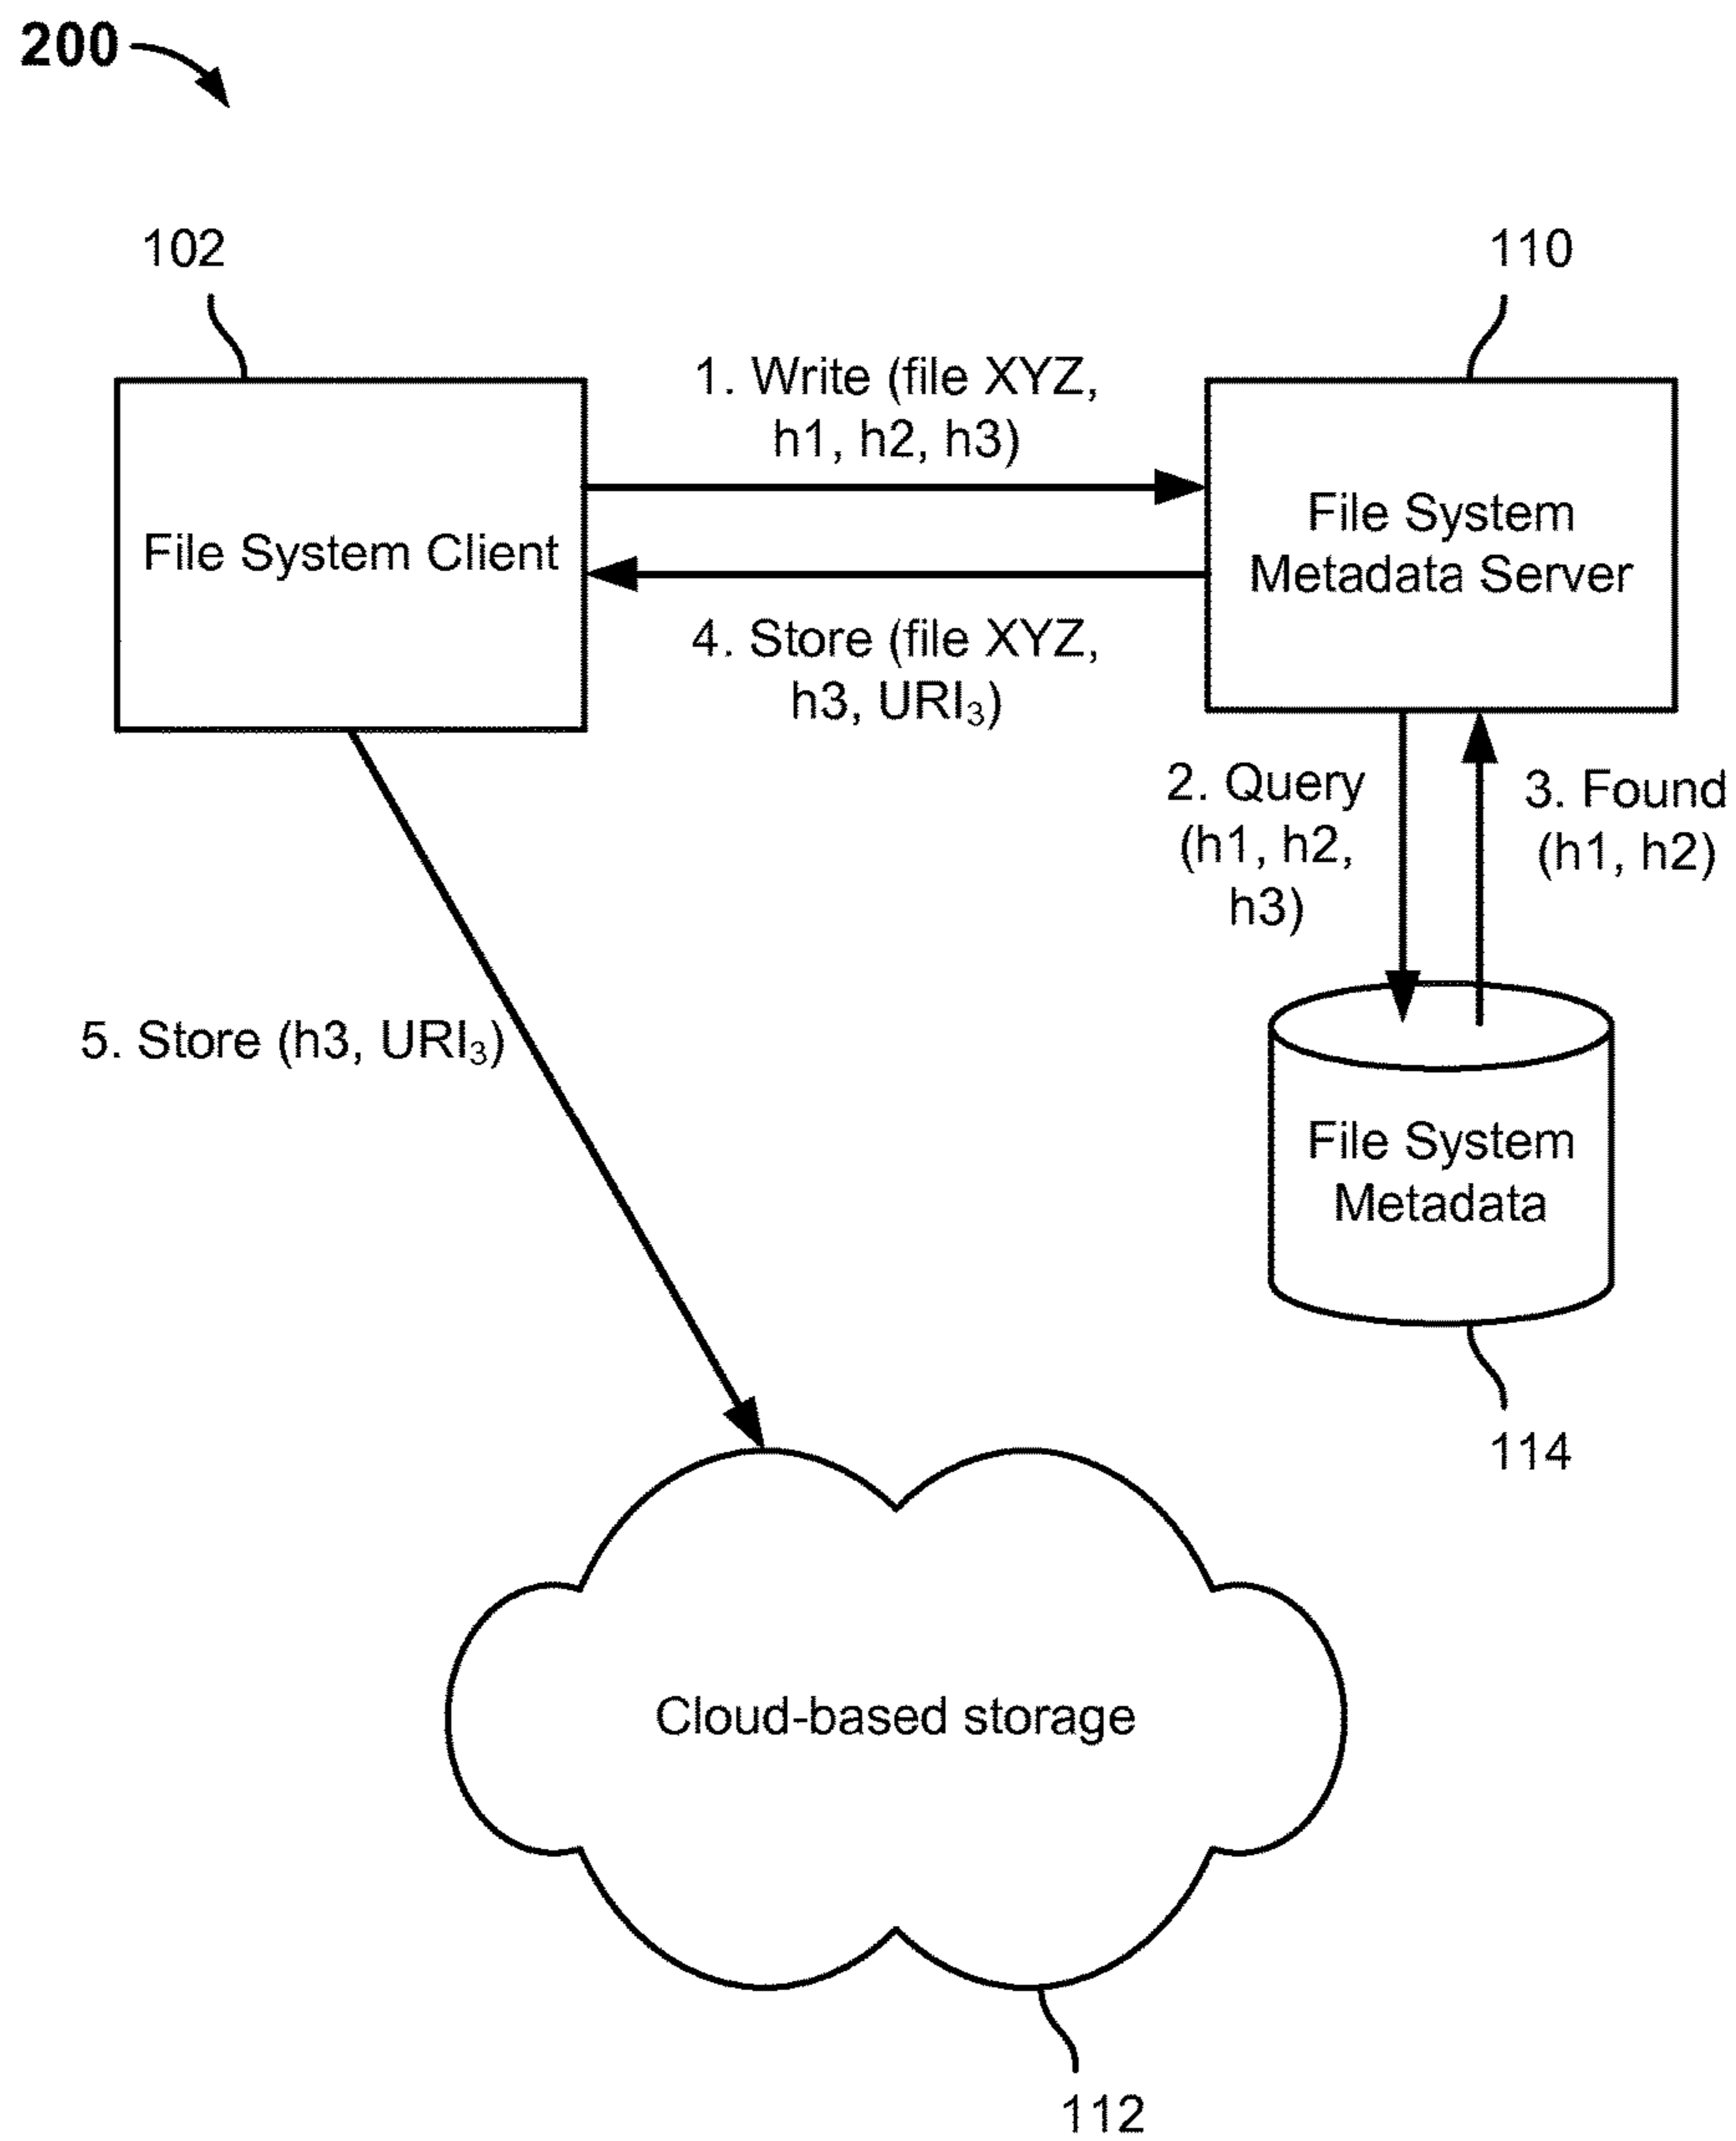 200
102
110
1. Write (file XYZ,
h1, h2, h3)
File System Client
File System
Metadata Server
4. Store (file XYZ,
h3, URI₃)
2. Query
(h1, h2,
h3)
3. Found
(h1, h2)
5. Store (h3, URI₃)
File System
Metadata
114
Cloud-based storage
112